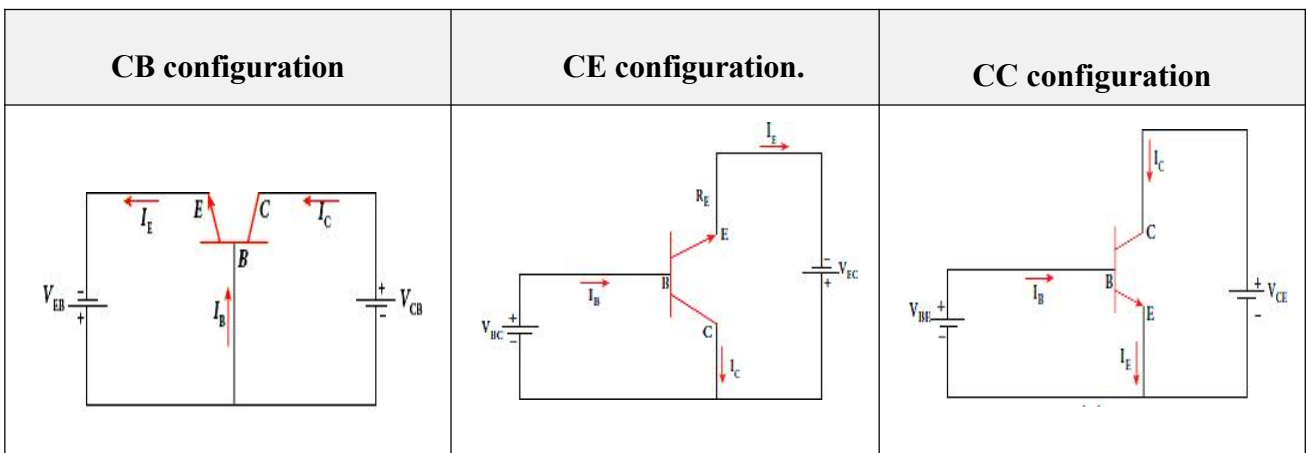 CB configuration
CE configuration.
CC configuration
I_E
E
C
I_C
B
V_EB
-
+
I_B
+
-
V_CB
I_E
R_E
E
B
I_B
V_BC
+
-
C
I_C
-
+
V_EC
I_C
C
B
I_B
V_BE
+
-
E
I_E
+
-
V_CE